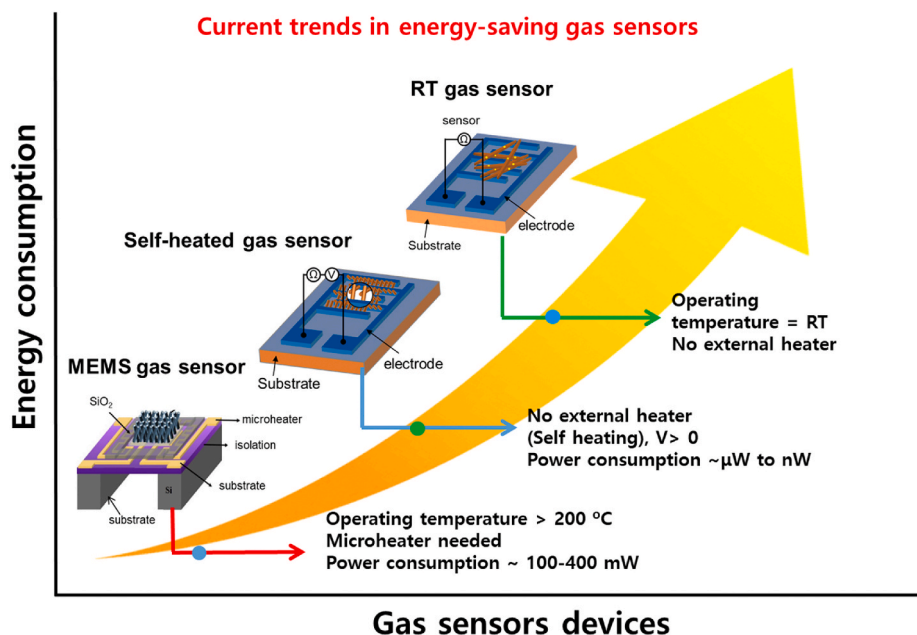 Current trends in energy-saving gas sensors
RT gas sensor
sensor
Ω
electrode
Substrate
Self-heated gas sensor
Ω V
electrode
Substrate
MEMS gas sensor
SiO2
microheater
isolation
substrate
Si
substrate
Operating
temperature = RT
No external heater
No external heater
(Self heating), V> 0
Power consumption ~µW to nW
Operating temperature > 200 ºC
Microheater needed
Power consumption ~ 100-400 mW
Energy consumption
Gas sensors devices